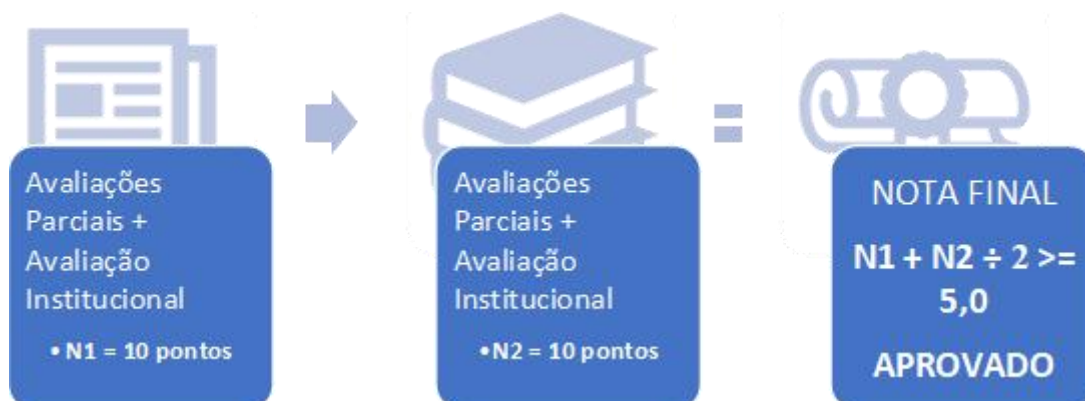 Avaliações
Parciais +
Avaliação
Institucional
• N1 = 10 pontos
Avaliações
Parciais +
Avaliação
Institucional
•N2 = 10 pontos
NOTA FINAL
N1 + N2 ÷ 2 >=
5,0
APROVADO